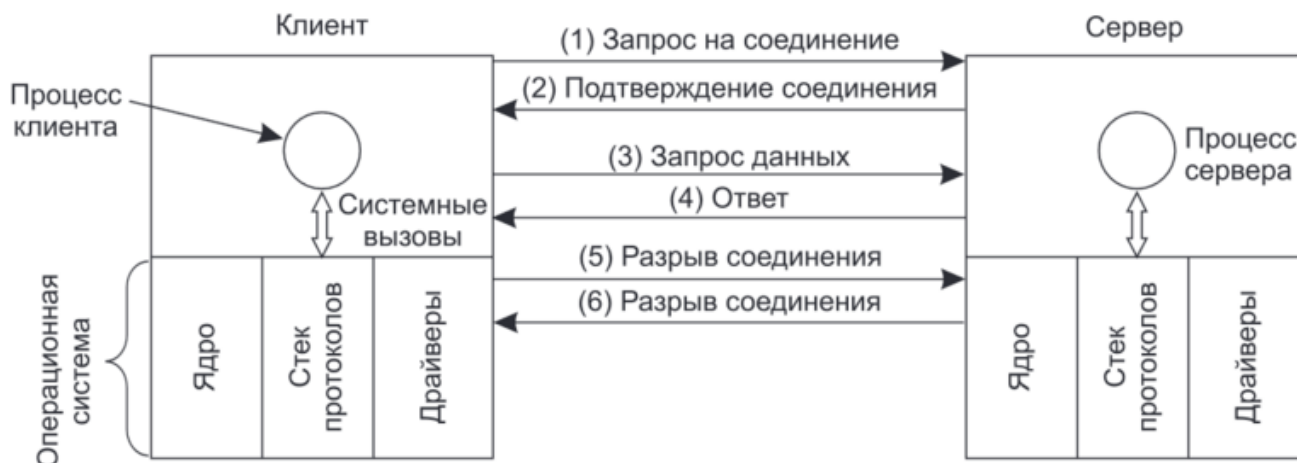 Клиент
Сервер
(1) Запрос на соединение
(2) Подтверждение соединения
(3) Запрос данных
(4) Ответ
(5) Разрыв соединения
(6) Разрыв соединения
Процесс
клиента
Системные
вызовы
Процесс
сервера
Операционная
система
Ядро
Стек
протоколов
Драйверы
Ядро
Стек
протоколов
Драйверы